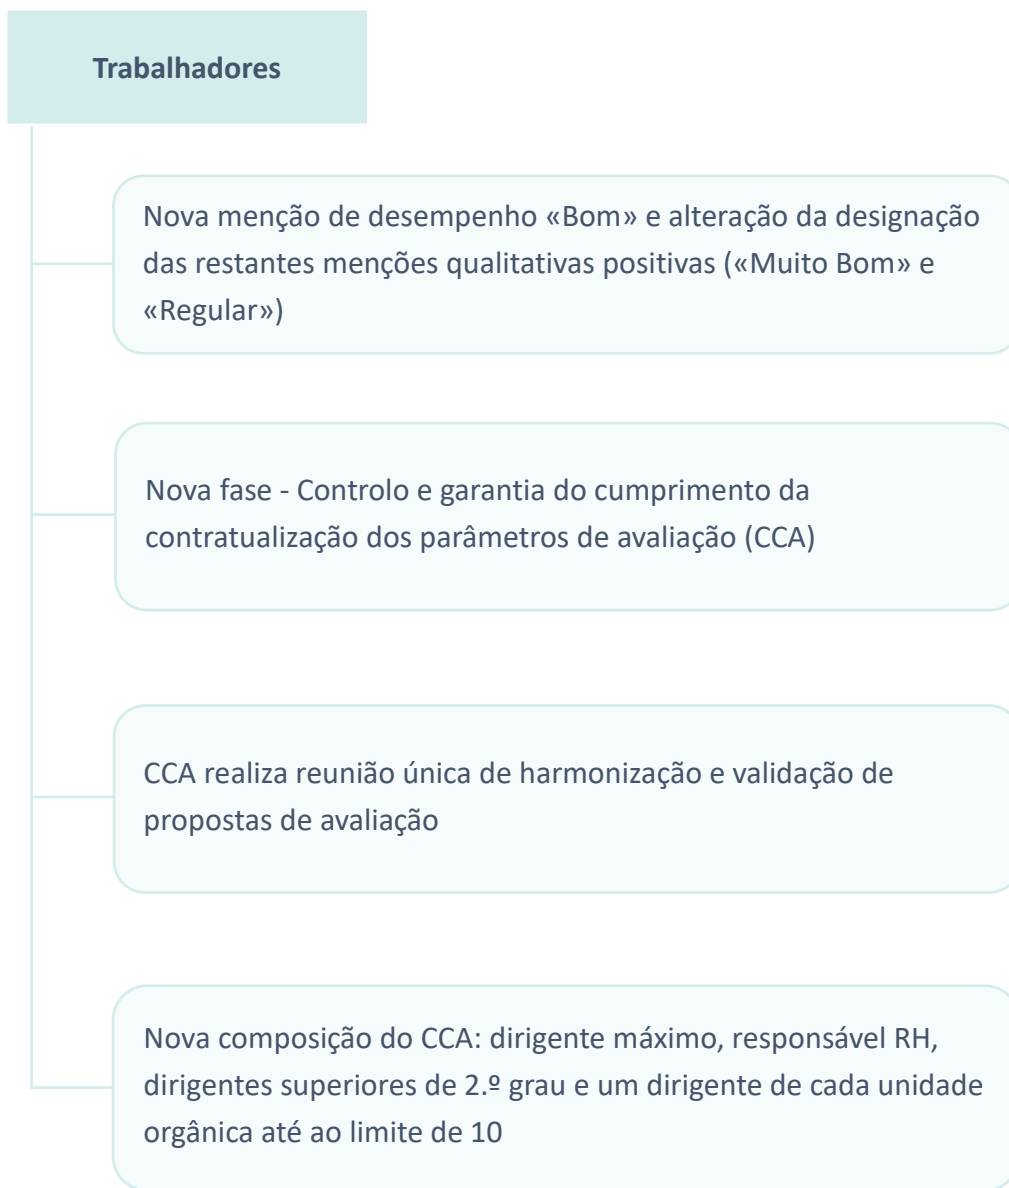 Trabalhadores
Nova menção de desempenho «Bom» e alteração da designação
das restantes menções qualitativas positivas («Muito Bom» e
«Regular»)
Nova fase - Controlo e garantia do cumprimento da
contratualização dos parâmetros de avaliação (CCA)
CCA realiza reunião única de harmonização e validação de
propostas de avaliação
Nova composição do CCA: dirigente máximo, responsável RH,
dirigentes superiores de 2.º grau e um dirigente de cada unidade
orgânica até ao limite de 10